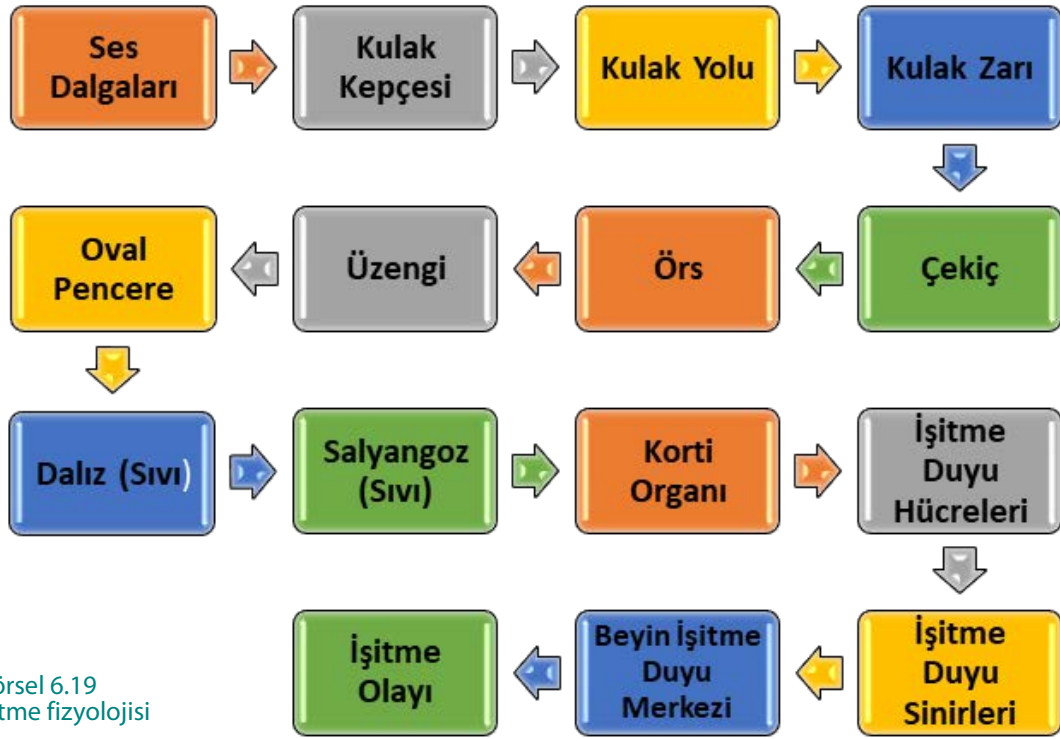 Ses
Dalgaları
Kulak
Kepçesi
Kulak Yolu
Kulak Zarı
Çekiç
Örs
Üzengi
Oval
Pencere
Dalız (Sıvı)
Salyangoz
(Sıvı)
Korti
Organı
İşitme
Duyu
Hücreleri
İşitme
Duyu
Sinirleri
Beyin İşitme
Duyu
Merkezi
İşitme
Olayı
örsel 6.19
tme fizyolojisi